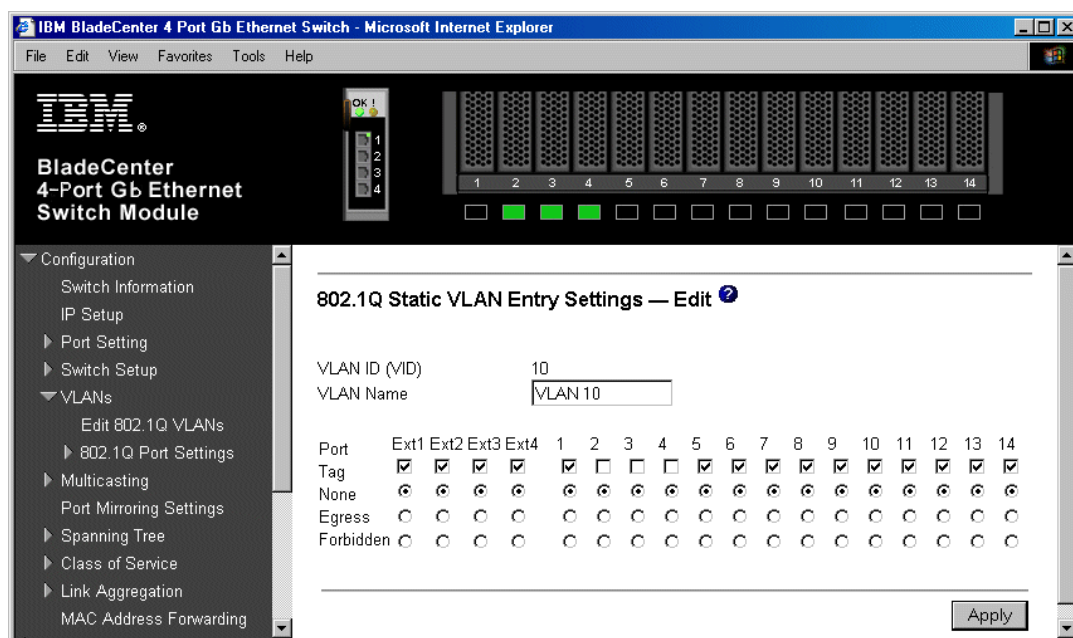 IBM BladeCenter 4 Port Gb Ethernet Switch - Microsoft Internet Explorer
File Edit View Favorites Tools Help
IBM®
BladeCenter
4-Port Gb Ethernet
Switch Module
OK !
1
2
3
4
1 2 3 4 5 6 7 8 9 10 11 12 13 14
Configuration
Switch Information
IP Setup
Port Setting
Switch Setup
VLANs
Edit 802.1Q VLANs
802.1Q Port Settings
Multicasting
Port Mirroring Settings
Spanning Tree
Class of Service
Link Aggregation
MAC Address Forwarding
802.1Q Static VLAN Entry Settings — Edit ?
VLAN ID (VID) 10
VLAN Name VLAN 10
Port Ext1 Ext2 Ext3 Ext4 1 2 3 4 5 6 7 8 9 10 11 12 13 14
Tag
None
Egress
Forbidden
Apply